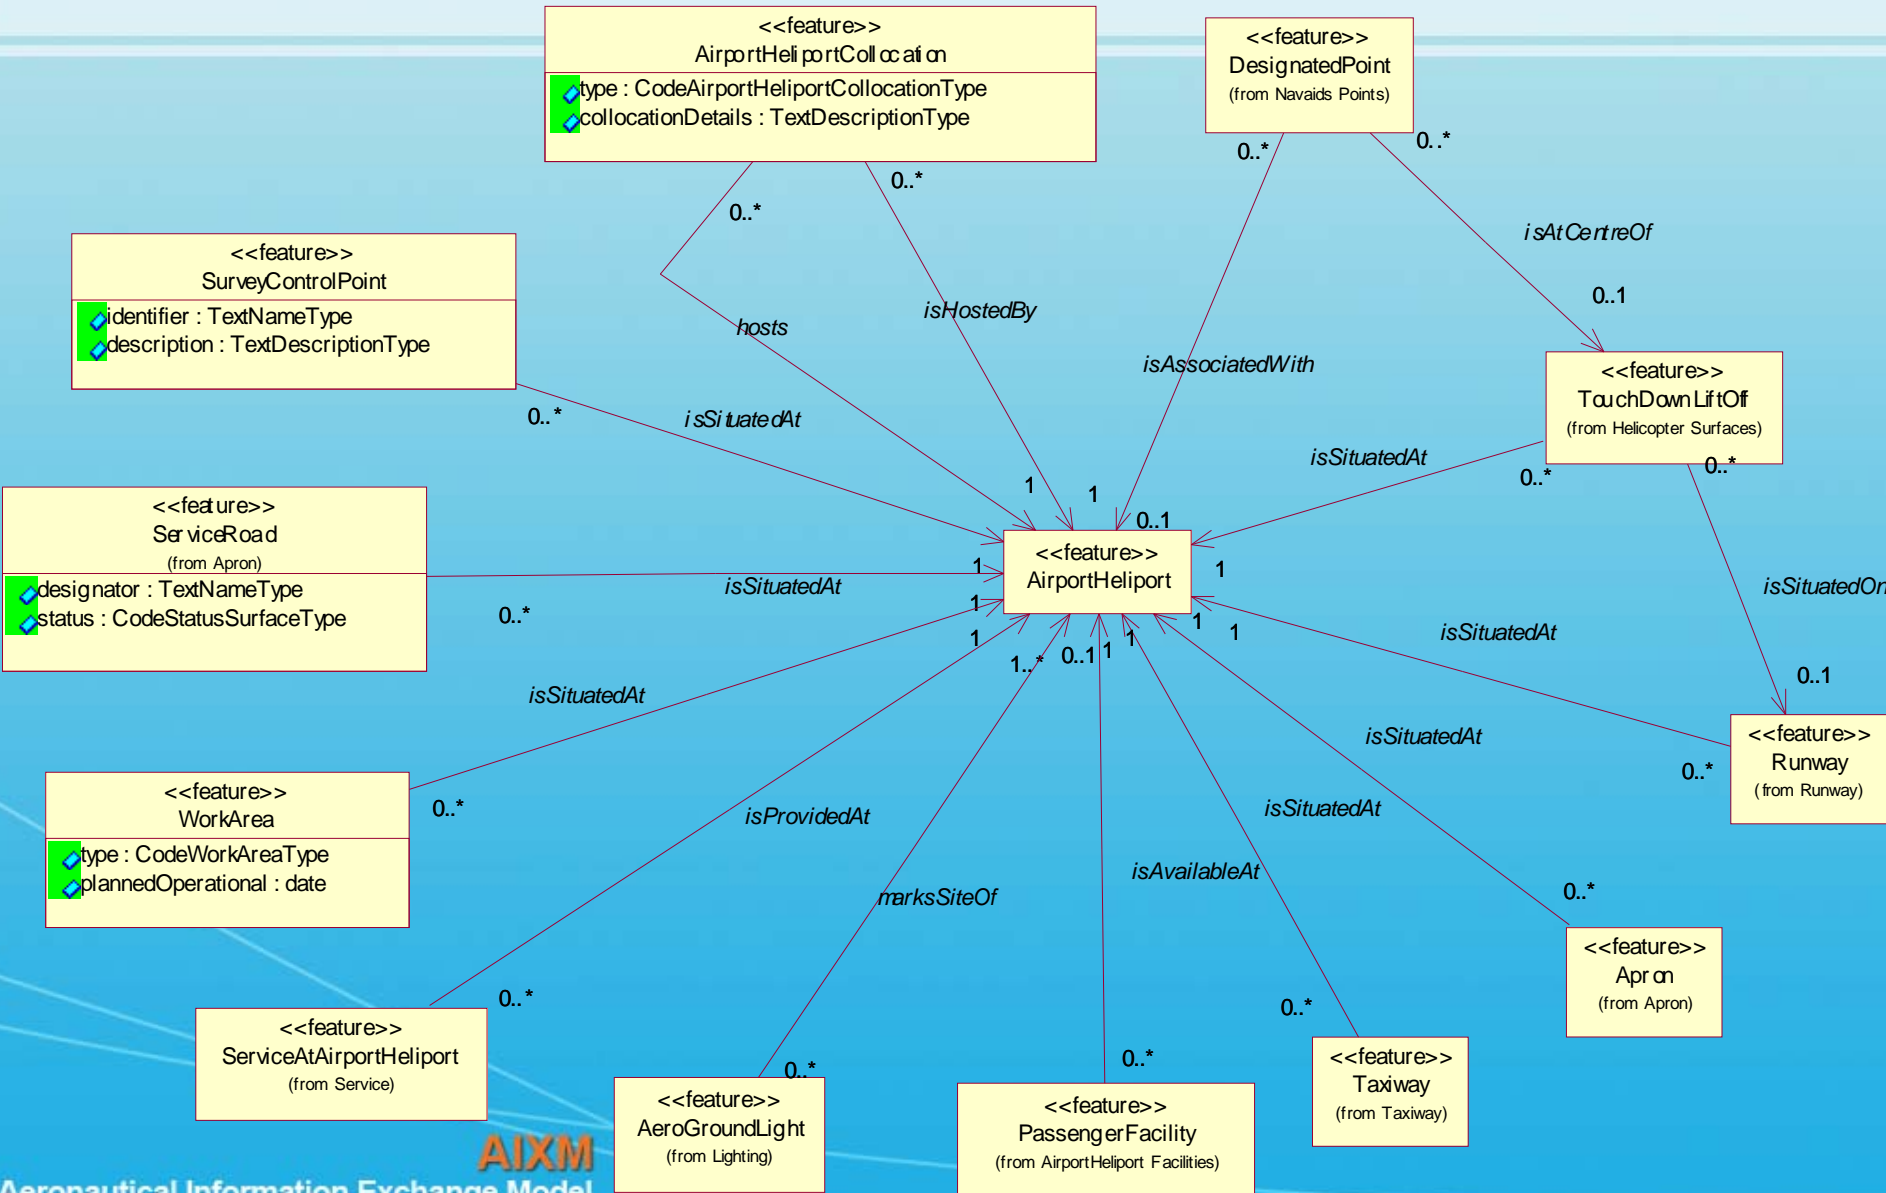 <<feature>>
AirportHeliportCollocation
type : CodeAirportHeliportCollocationType
collocationDetails : TextDescriptionType
<<feature>>
DesignatedPoint
(from Navaids Points)
0..*
0..*
0..*
0..*
isAtCentreOf
0..1
<<feature>>
SurveyControlPoint
identifier : TextNameType
description : TextDescriptionType
0..*
hosts
isHostedBy
isAssociatedWith
isSituatedAt
<<feature>>
TouchDownLiftOff
(from Helicopter Surfaces)
0..*
0..*
isSituatedAt
1
1
0..1
<<feature>>
ServiceRoad
(from Apron)
designator : TextNameType
status : CodeStatusSurfaceType
0..*
isSituatedAt
1
<<feature>>
AirportHeliport
1
isSituatedOn
0..1
1
1
1..*
0..1
1
1
1
1
isSituatedAt
<<feature>>
Runway
(from Runway)
0..*
isSituatedAt
isSituatedAt
<<feature>>
WorkArea
type : CodeWorkAreaType
plannedOperational : date
0..*
isProvidedAt
isSituatedAt
isAvailableAt
marksSiteOf
0..*
<<feature>>
Apron
(from Apron)
0..*
<<feature>>
ServiceAtAirportHeliport
(from Service)
0..*
<<feature>>
AeroGroundLight
(from Lighting)
0..*
<<feature>>
PassengerFacility
(from AirportHeliport Facilities)
0..*
<<feature>>
Taxiway
(from Taxiway)
AIXM
Aeronautical Information Exchange Model